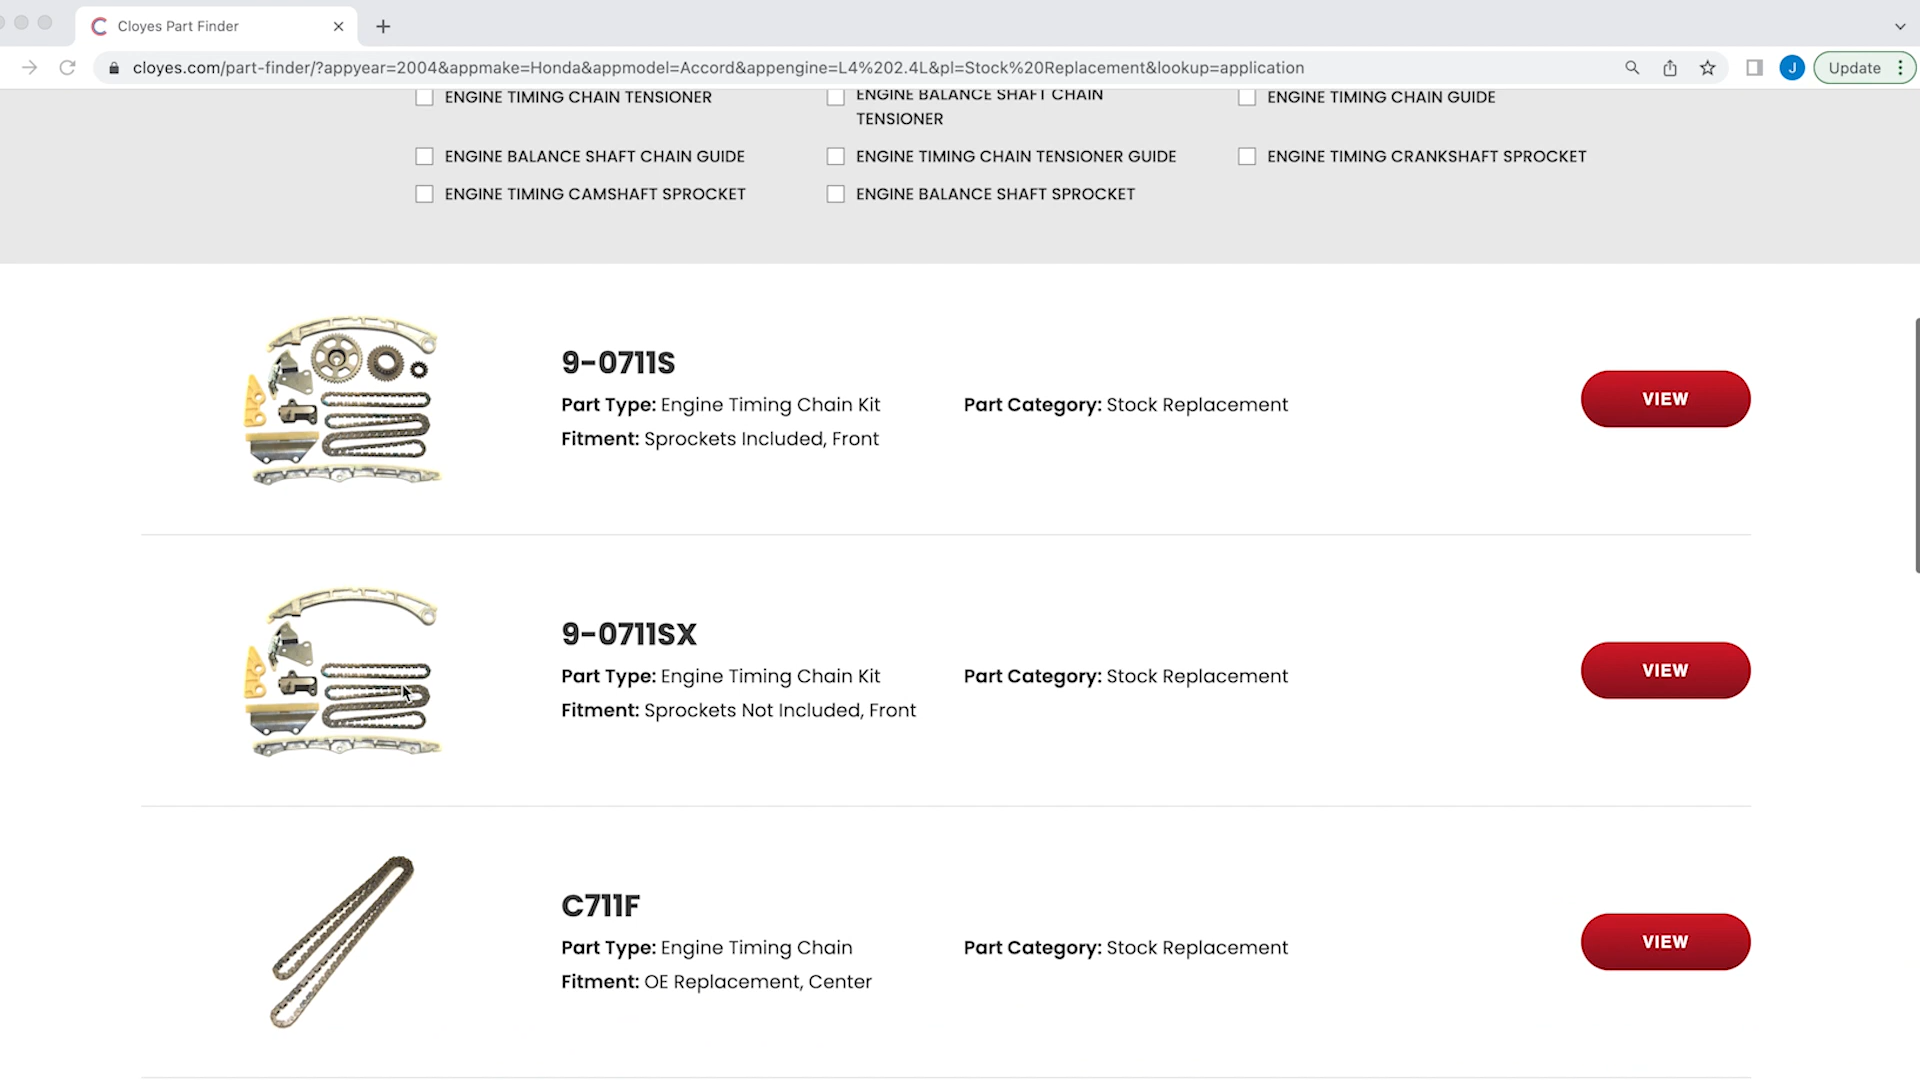 Cloyes Part Finder
cloyes.com/part-finder/?appyear=2004&appmake=Honda&appmodel=Accord&appengine=L4%202.4L&pl=Stock%20Replacement&lookup=application
J
Update
ENGINE TIMING CHAIN TENSIONER
ENGINE BALANCE SHAFT CHAIN
TENSIONER
ENGINE TIMING CHAIN GUIDE
ENGINE BALANCE SHAFT CHAIN GUIDE
ENGINE TIMING CHAIN TENSIONER GUIDE
ENGINE TIMING CRANKSHAFT SPROCKET
ENGINE TIMING CAMSHAFT SPROCKET
ENGINE BALANCE SHAFT SPROCKET
9-0711S
Part Type: Engine Timing Chain Kit
Part Category: Stock Replacement
Fitment: Sprockets Included, Front
VIEW
9-0711SX
Part Type: Engine Timing Chain Kit
Part Category: Stock Replacement
Fitment: Sprockets Not Included, Front
VIEW
C711F
Part Type: Engine Timing Chain
Part Category: Stock Replacement
Fitment: OE Replacement, Center
VIEW